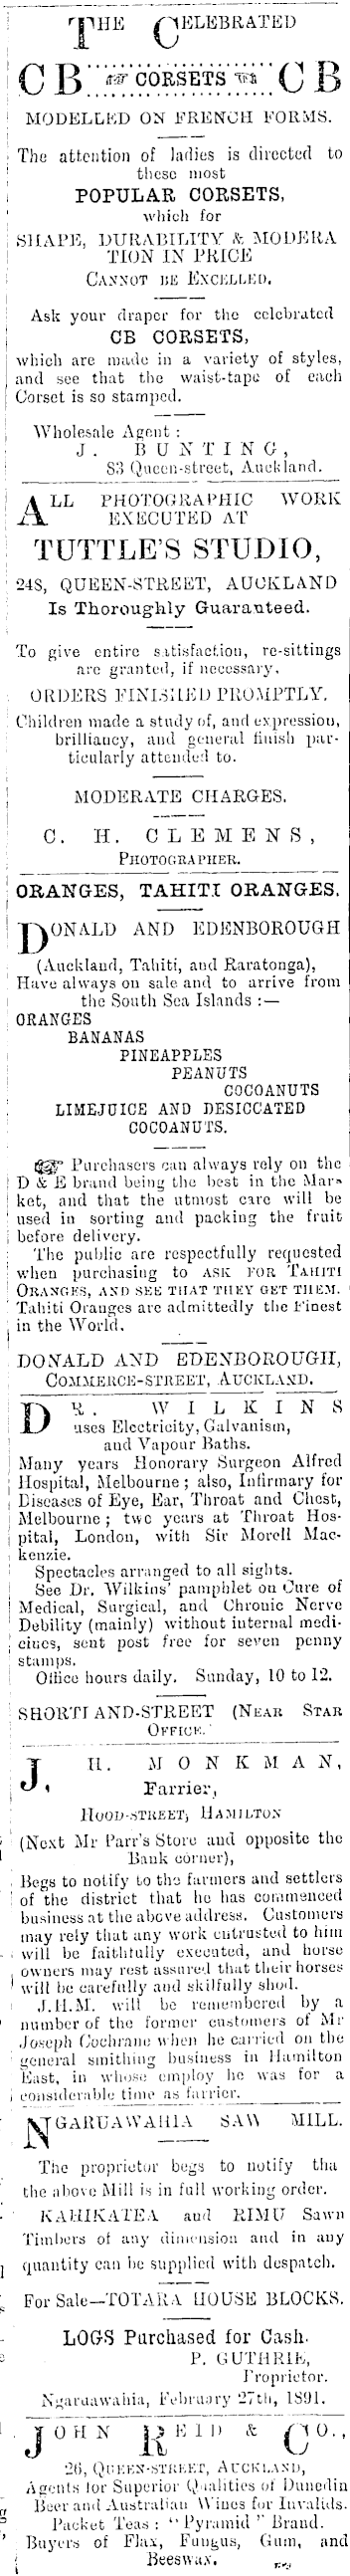 THE CELEBRATED
CB CORSETS CB
MODELLED ON FRENCH FORMS.
The attention of ladies is directed to
these most
POPULAR CORSETS,
which for
SHAPE, DURABILITY & MODERA
TION IN PRICE
CANNOT BE EXCELLED.
Ask your draper for the celebrated
CB CORSETS,
which are made in a variety of styles,
and see that the waist-tape of each
Corset is so stamped.
Wholesale Agent :
J. BUNTING,
83 Queen-street, Auckland.
ALL PHOTOGRAPHIC WORK
EXECUTED AT
TUTTLE'S STUDIO,
248, QUEEN-STREET, AUCKLAND
Is Thoroughly Guaranteed.
To give entire satisfaction, re-sittings
are granted, if necessary.
ORDERS FINISHED PROMPTLY.
Children made a study of, and expression,
brilliancy, and general finish par-
ticularly attended to.
MODERATE CHARGES.
C. H. CLEMENS,
PHOTOGRAPHER.
ORANGES, TAHITI ORANGES.
DONALD AND EDENBOROUGH
(Auckland, Tahiti, and Raratonga),
Have always on sale and to arrive from
the South Sea Islands :—
ORANGES
BANANAS
PINEAPPLES
PEANUTS
COCOANUTS
LIMEJUICE AND DESICCATED
COCOANUTS.
☞ Purchasers can always rely on the
D & E brand being the best in the Mar-
ket, and that the utmost care will be
used in sorting and packing the fruit
before delivery.
The public are respectfully requested
when purchasing to ASK FOR TAHITI
ORANGES, AND SEE THAT THEY GET THEM.
Tahiti Oranges are admittedly the Finest
in the World.
DONALD AND EDENBOROUGH,
COMMERCE-STREET, AUCKLAND.
DR. WILKINS
uses Electricity, Galvanism,
and Vapour Baths.
Many years Honorary Surgeon Alfred
Hospital, Melbourne ; also, Infirmary for
Diseases of Eye, Ear, Throat and Chest,
Melbourne ; two years at Throat Hos-
pital, London, with Sir Morell Mac-
kenzie.
Spectacles arranged to all sights.
See Dr. Wilkins' pamphlet on Cure of
Medical, Surgical, and Chronic Nerve
Debility (mainly) without internal medi-
cines, sent post free for seven penny
stamps.
Office hours daily. Sunday, 10 to 12.
SHORTLAND-STREET (NEAR STAR
OFFICE.
J. H. MONKMAN,
Farrier,
HOOD-STREET, HAMILTON
(Next Mr Parr's Store and opposite the
Bank corner),
Begs to notify to the farmers and settlers
of the district that he has commenced
business at the above address. Customers
may rely that any work entrusted to him
will be faithfully executed, and horse
owners may rest assured that their horses
will be carefully and skilfully shod.
J.H.M. will be remembered by a
number of the former customers of Mr
Joseph Cochrane when he carried on the
general smithing business in Hamilton
East, in whose employ he was for a
considerable time as farrier.
NGARUAWAHIA SAW MILL.
The proprietor begs to notify tha
the above Mill is in full working order.
KAHIKATEA and RIMU Sawn
Timbers of any dimension and in any
quantity can be supplied with despatch.
For Sale—TOTARA HOUSE BLOCKS.
LOGS Purchased for Cash.
P. GUTHRIE,
Proprietor.
Ngaruawahia, February 27th, 1891.
JOHN REID & CO.,
26, QUEEN-STREET, AUCKLAND,
Agents for Superior Qualities of Dunedin
Beer and Australian Wines for Invalids.
Packet Teas : "Pyramid" Brand.
Buyers of Flax, Fungus, Gum, and
Beeswax.